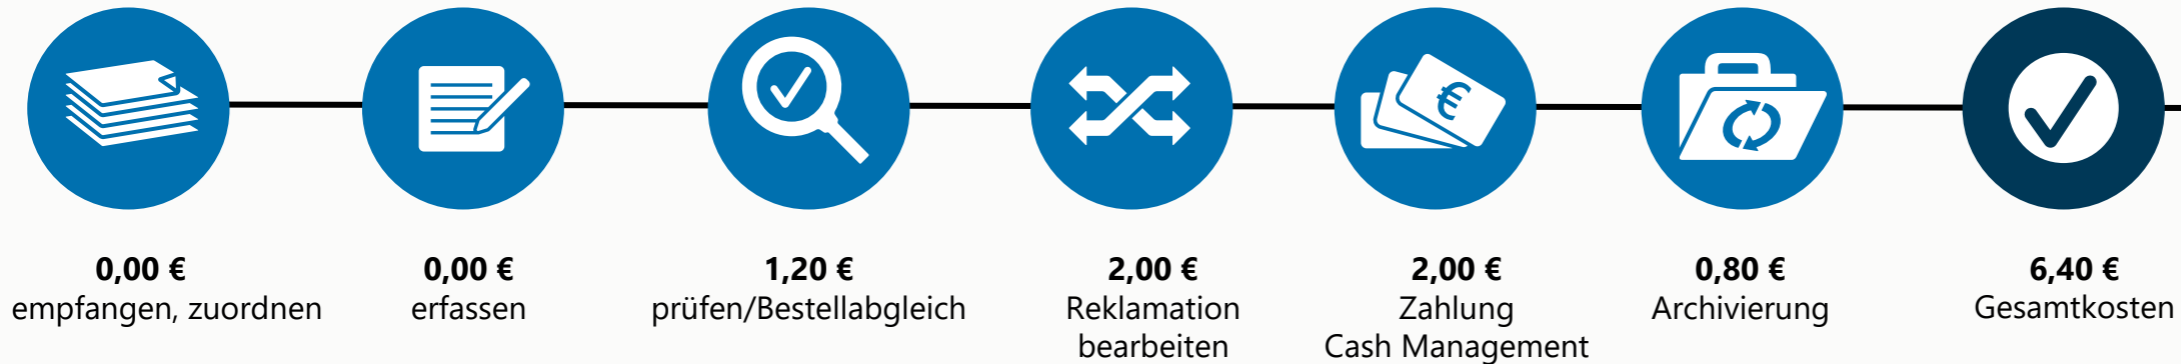 0,00 €
empfangen, zuordnen
0,00 €
erfassen
1,20 €
prüfen/Bestellabgleich
2,00 €
Reklamation
bearbeiten
2,00 €
Zahlung
Cash Management
0,80 €
Archivierung
6,40 €
Gesamtkosten
€